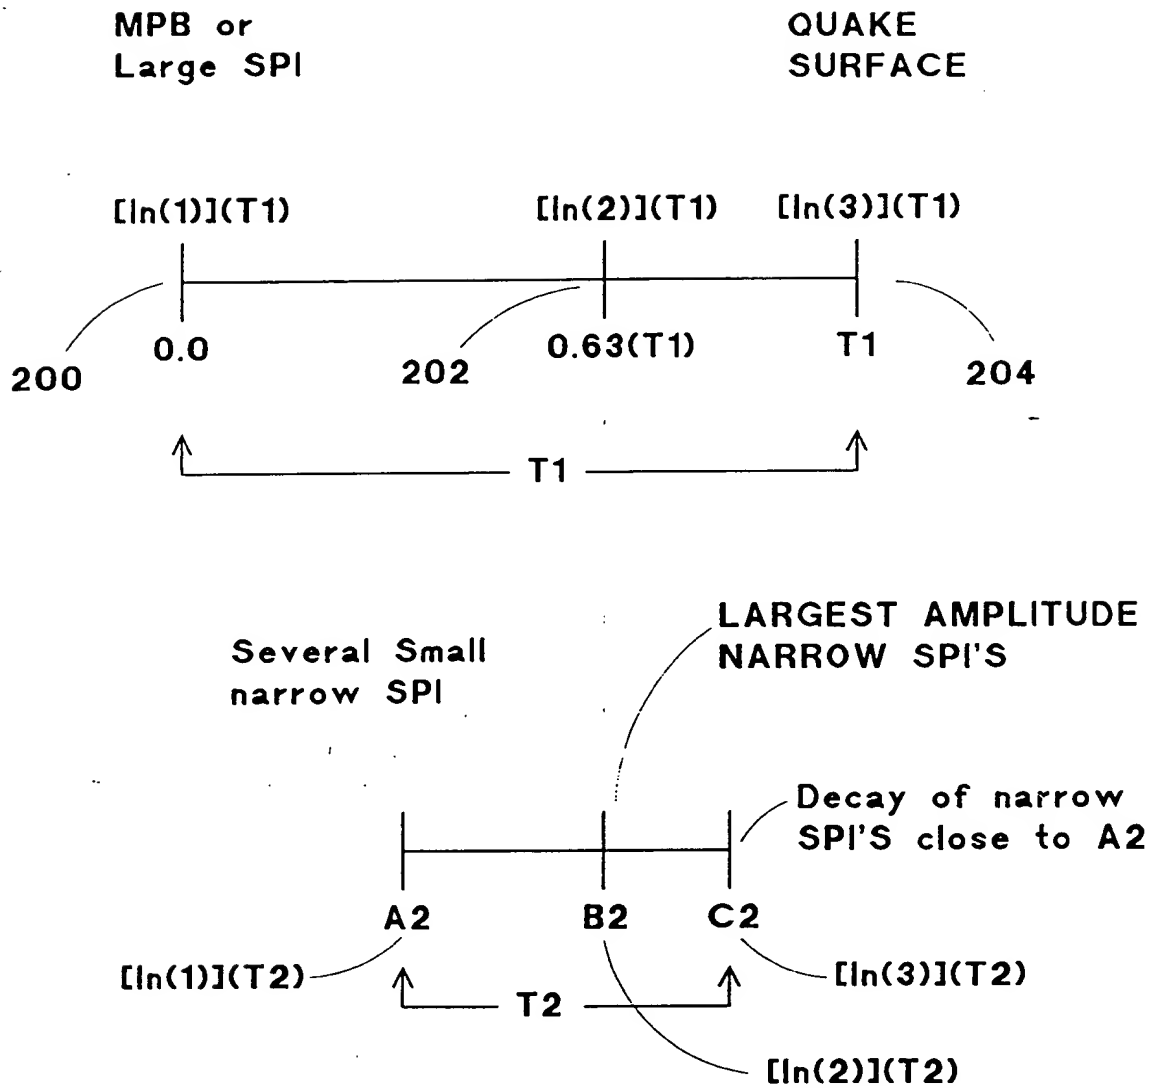 MPB or
Large SPI
QUAKE
SURFACE
[ln(1)](T1)
[ln(2)](T1)
[ln(3)](T1)
0.0
0.63(T1)
T1
200
202
204
T1
Several Small
narrow SPI
LARGEST AMPLITUDE
NARROW SPI'S
Decay of narrow
SPI'S close to A2
A2
B2
C2
[ln(1)](T2)
[ln(3)](T2)
T2
[ln(2)](T2)